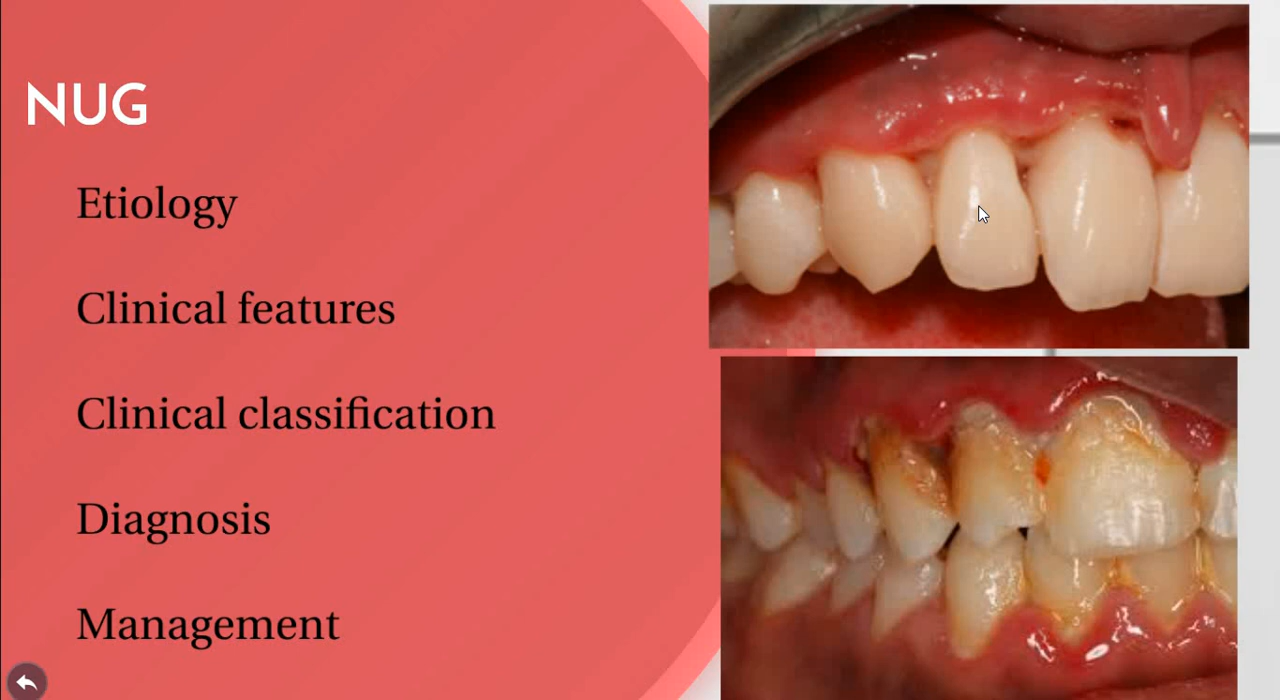 NUG
Etiology
Clinical features
Clinical classification
Diagnosis
Management